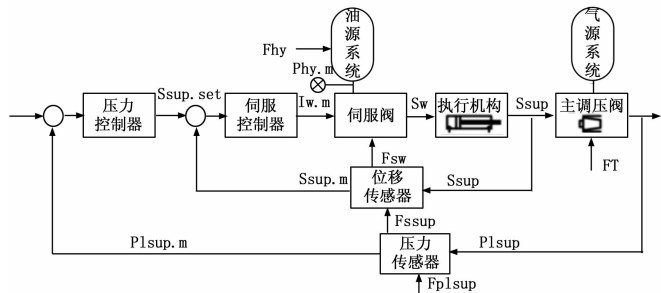 油源系统
气源系统
Fhy
Phy.m
压力控制器
Ssup.set
伺服控制器
Iw.m
伺服阀
Sw
执行机构
Ssup
主调压阀
Fsw
FT
Ssup.m
位移传感器
Ssup
Fssup
Plsup.m
压力传感器
Plsup
Fplsup